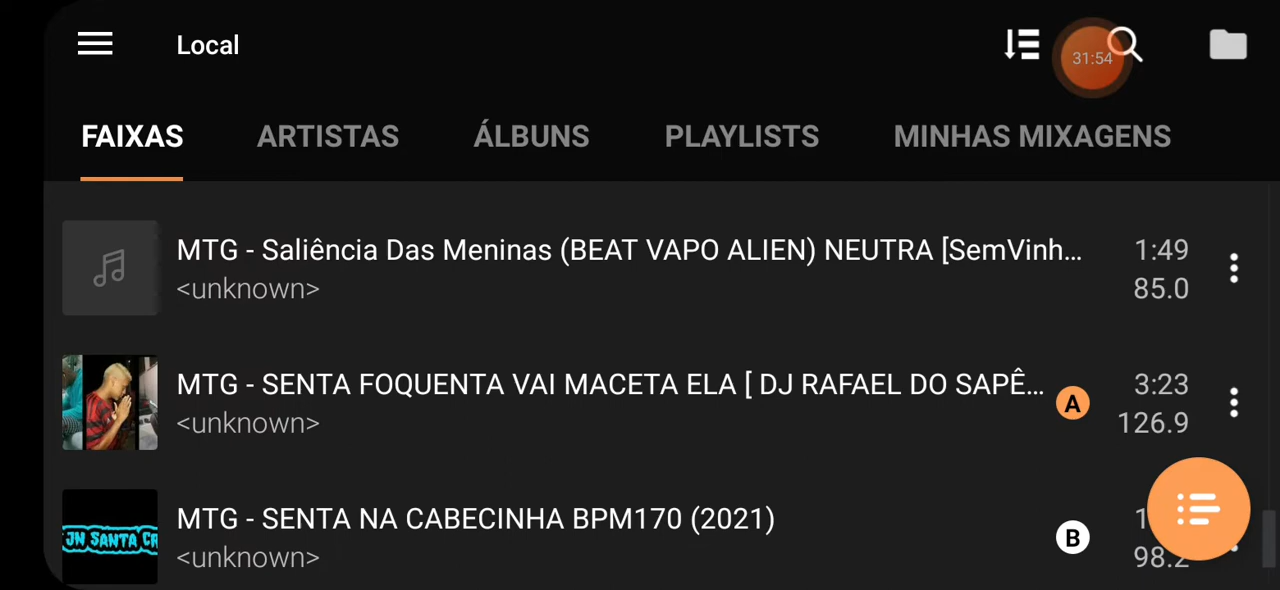 Local
31:54
FAIXAS ARTISTAS ÁLBUNS PLAYLISTS MINHAS MIXAGENS
MTG - Saliência Das Meninas (BEAT VAPO ALIEN) NEUTRA [SemVinh... 1:49
<unknown> 85.0
MTG - SENTA FOQUENTA VAI MACETA ELA [ DJ RAFAEL DO SAPÊ... 3:23
A
<unknown> 126.9
MTG - SENTA NA CABECINHA BPM170 (2021)
B
JN SANTA CR
<unknown> 98.2